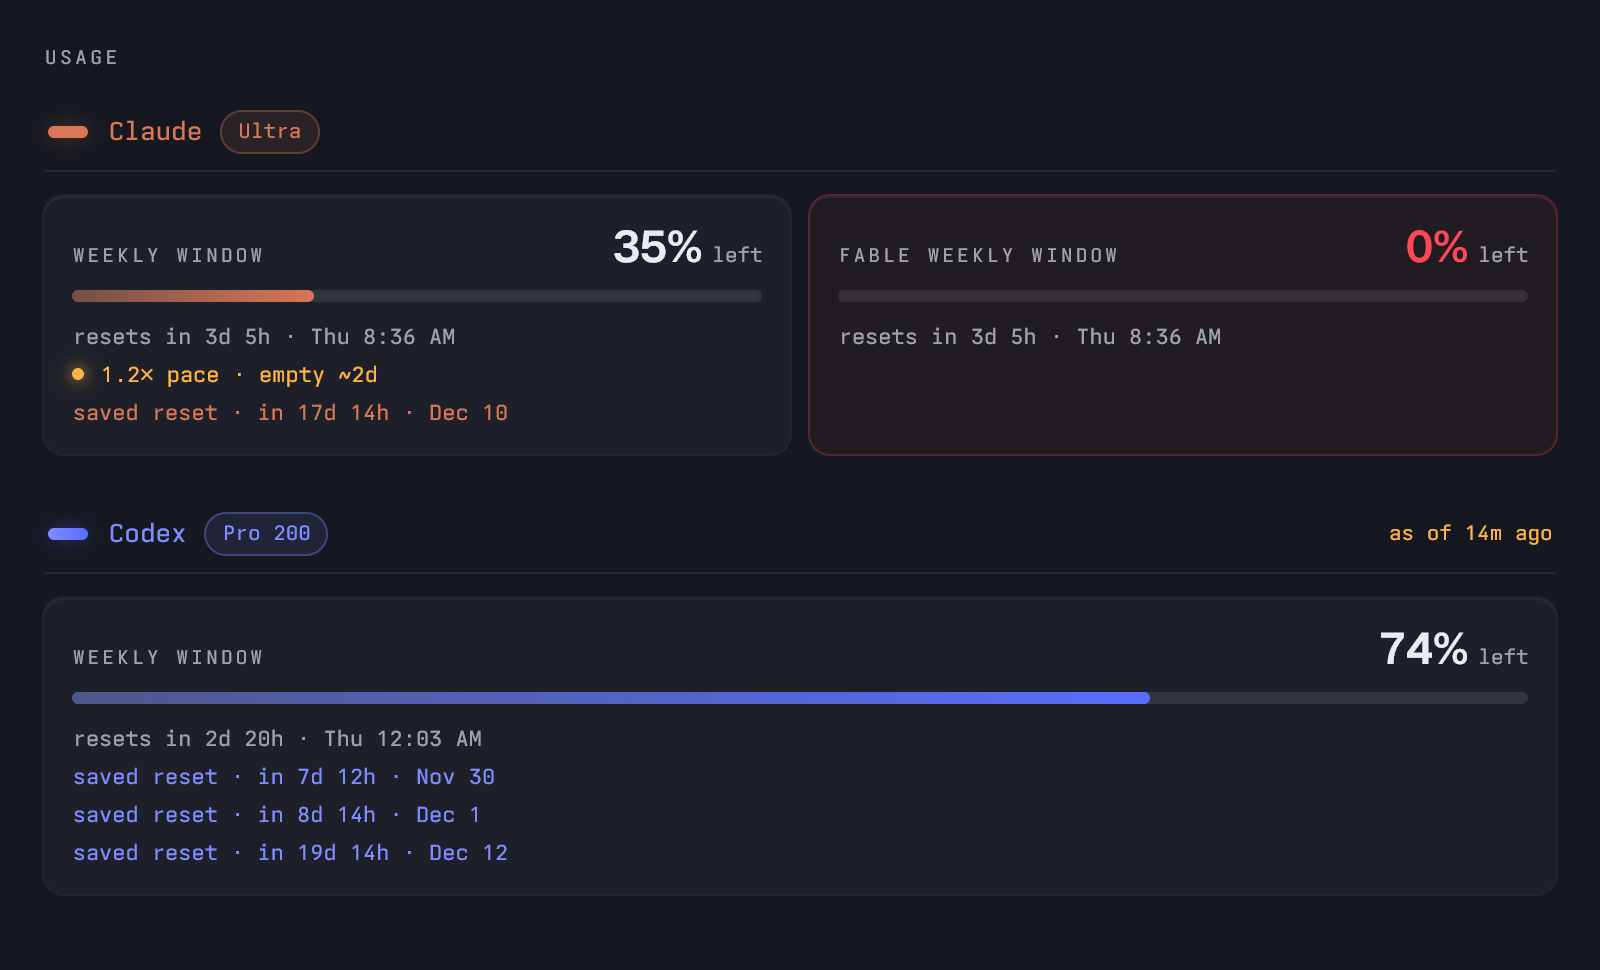 USAGE
Claude Ultra
WEEKLY WINDOW 35% left
resets in 3d 5h · Thu 8:36 AM
1.2× pace · empty ~2d
saved reset · in 17d 14h · Dec 10
FABLE WEEKLY WINDOW 0% left
resets in 3d 5h · Thu 8:36 AM
Codex Pro 200 as of 14m ago
WEEKLY WINDOW 74% left
resets in 2d 20h · Thu 12:03 AM
saved reset · in 7d 12h · Nov 30
saved reset · in 8d 14h · Dec 1
saved reset · in 19d 14h · Dec 12